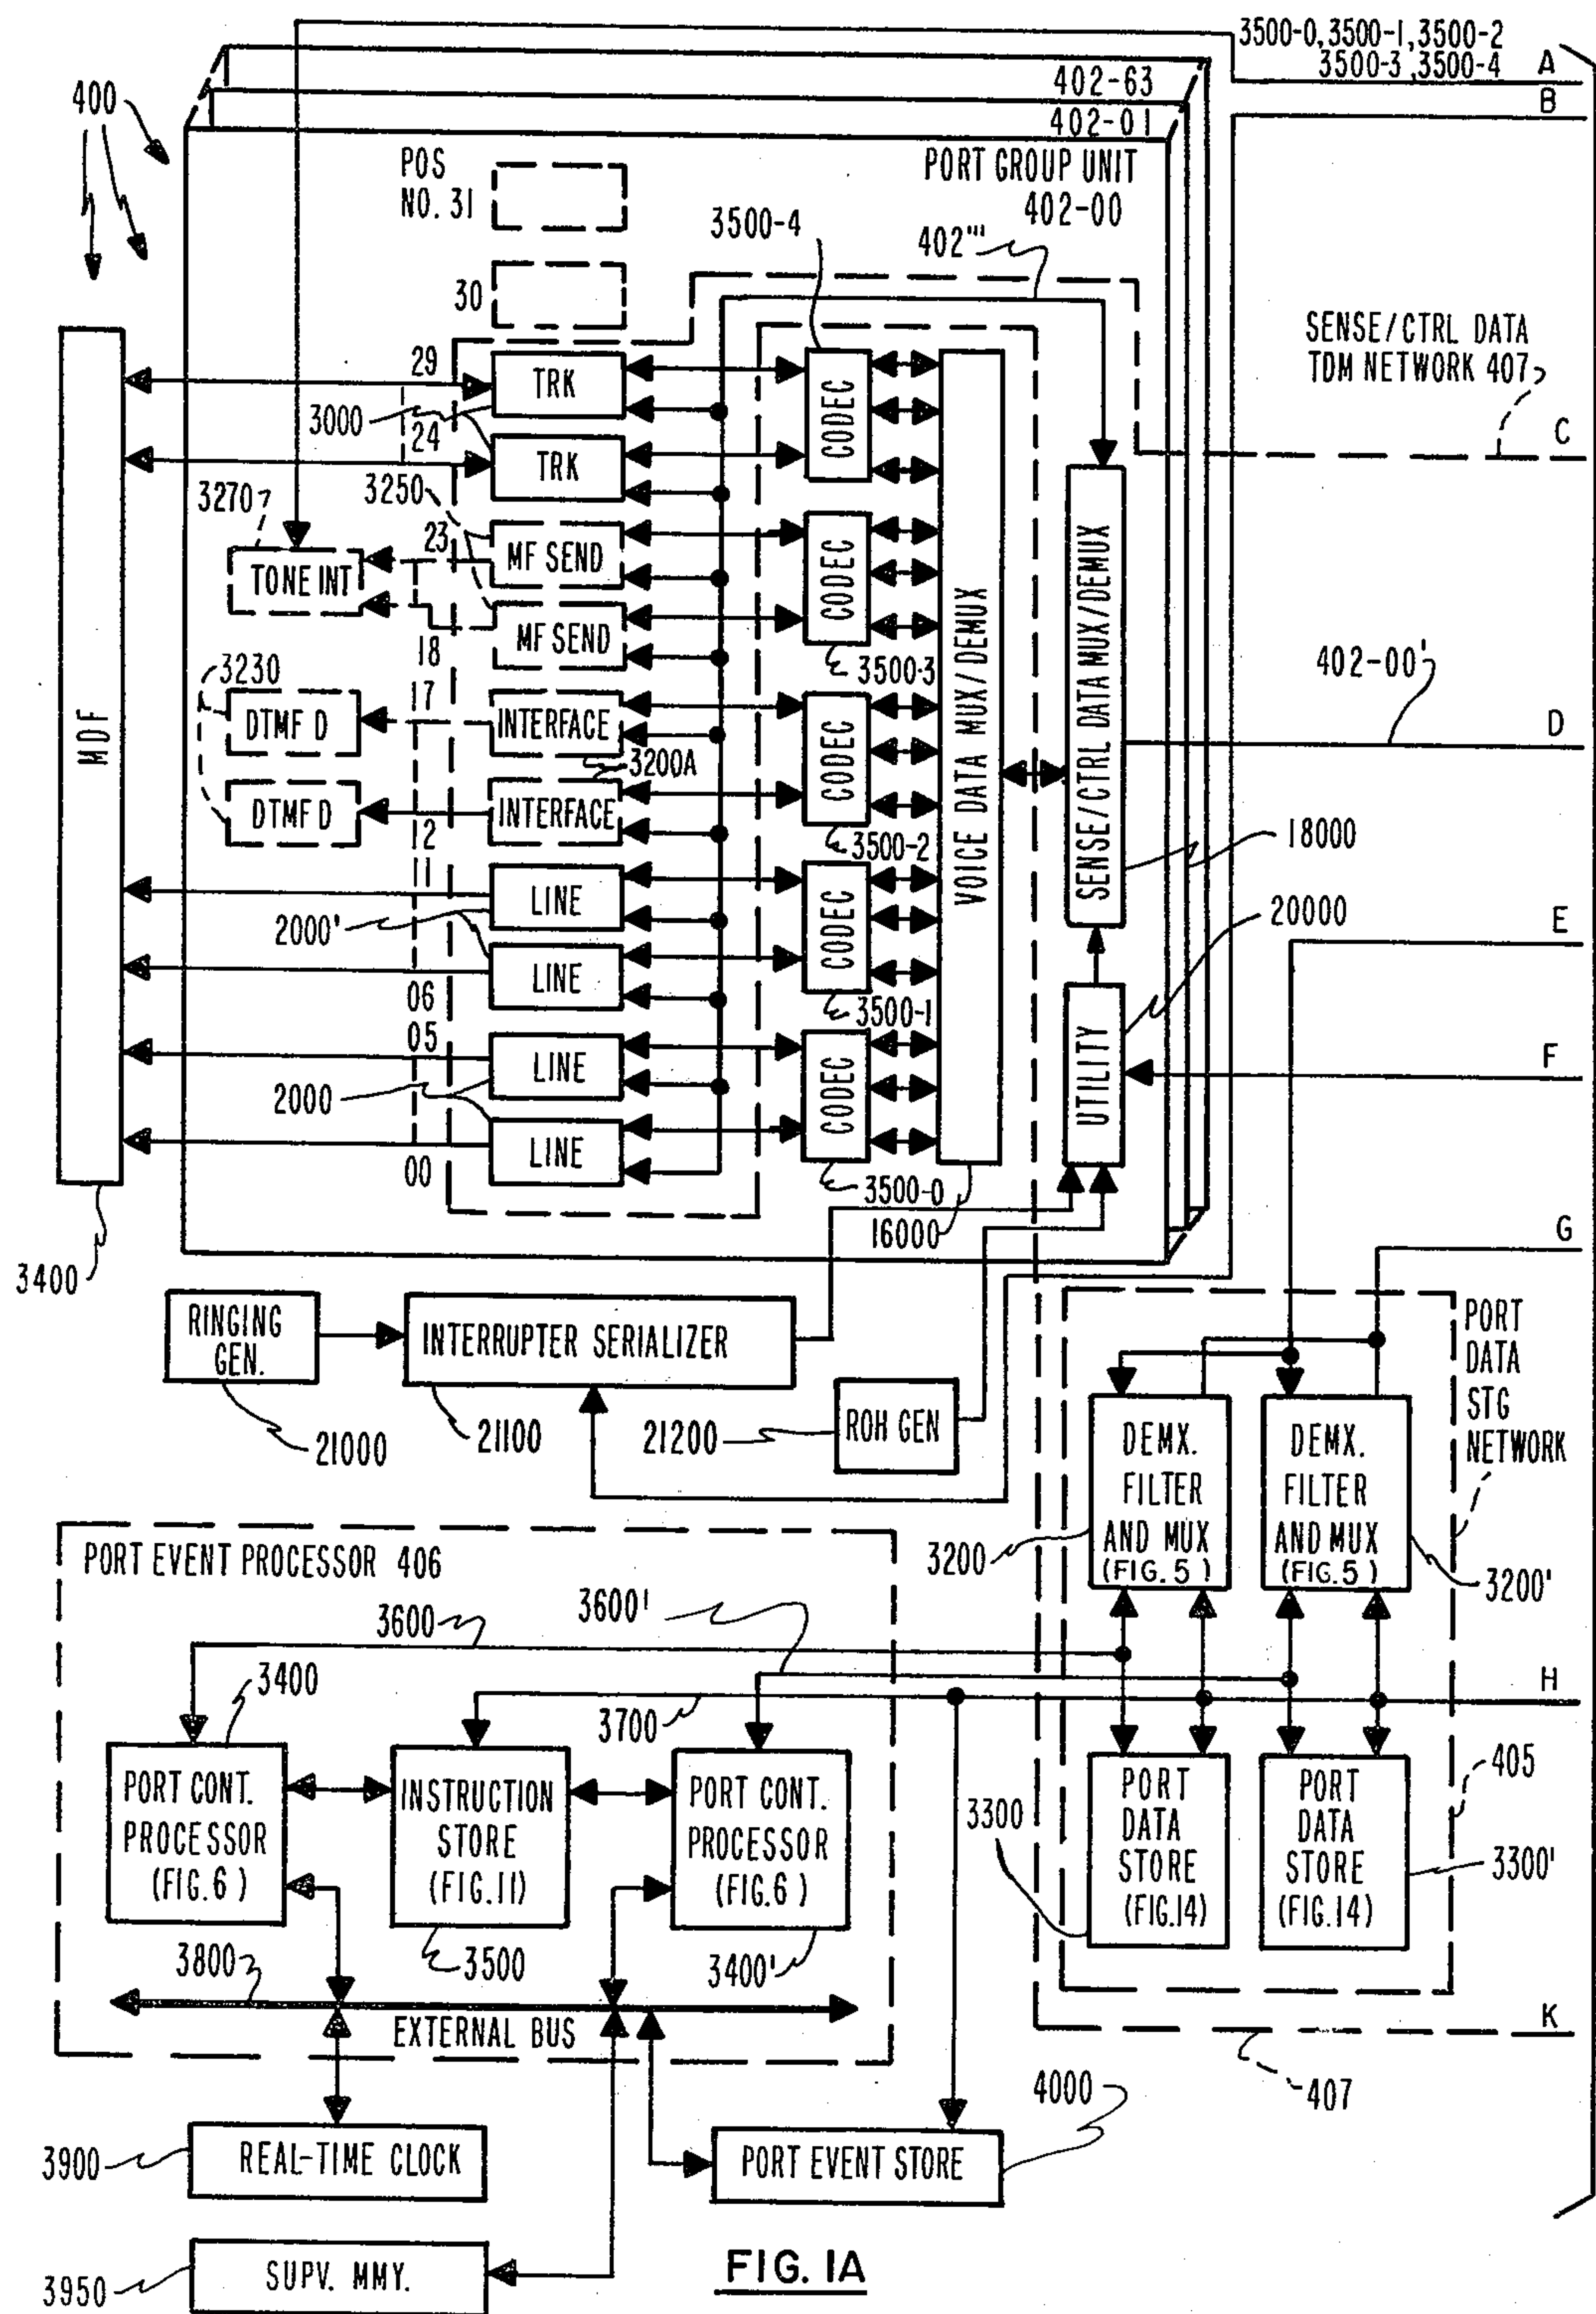 3500-0, 3500-1, 3500-2
3500-3, 3500-4
A
B
402-63
402-01
400
POS
NO. 31
PORT GROUP UNIT
402-00
3500-4
402'''
30
SENSE/CTRL DATA
TDM NETWORK 407
C
29
TRK
3000
24
TRK
CODEC
3250
3270
23
MF SEND
TONE INT
MF SEND
18
CODEC
3500-3
SENSE/CTRL DATA MUX/DEMUX
VOICE DATA MUX/DEMUX
402-00'
D
MDF
3230
17
DTMF D
INTERFACE
3200A
DTMF D
INTERFACE
12
CODEC
3500-2
18000
11
LINE
2000'
LINE
06
CODEC
3500-1
20000
E
05
LINE
2000
LINE
00
CODEC
3500-0
UTILITY
F
16000
G
3400
RINGING
GEN.
21000
INTERRUPTER SERIALIZER
21100
21200
ROH GEN
PORT
DATA
STG
NETWORK
DEMX.
FILTER
AND MUX
(FIG. 5)
3200
DEMX.
FILTER
AND MUX
(FIG. 5)
3200'
PORT EVENT PROCESSOR 406
3600
3600'
3400
3700
H
PORT CONT.
PROCESSOR
(FIG. 6)
INSTRUCTION
STORE
(FIG. 11)
3500
PORT CONT.
PROCESSOR
(FIG. 6)
3400'
3300
PORT
DATA
STORE
(FIG. 14)
PORT
DATA
STORE
(FIG. 14)
3300'
405
3800
EXTERNAL BUS
K
407
4000
3900
REAL-TIME CLOCK
PORT EVENT STORE
3950
SUPV. MMY.
FIG. 1A